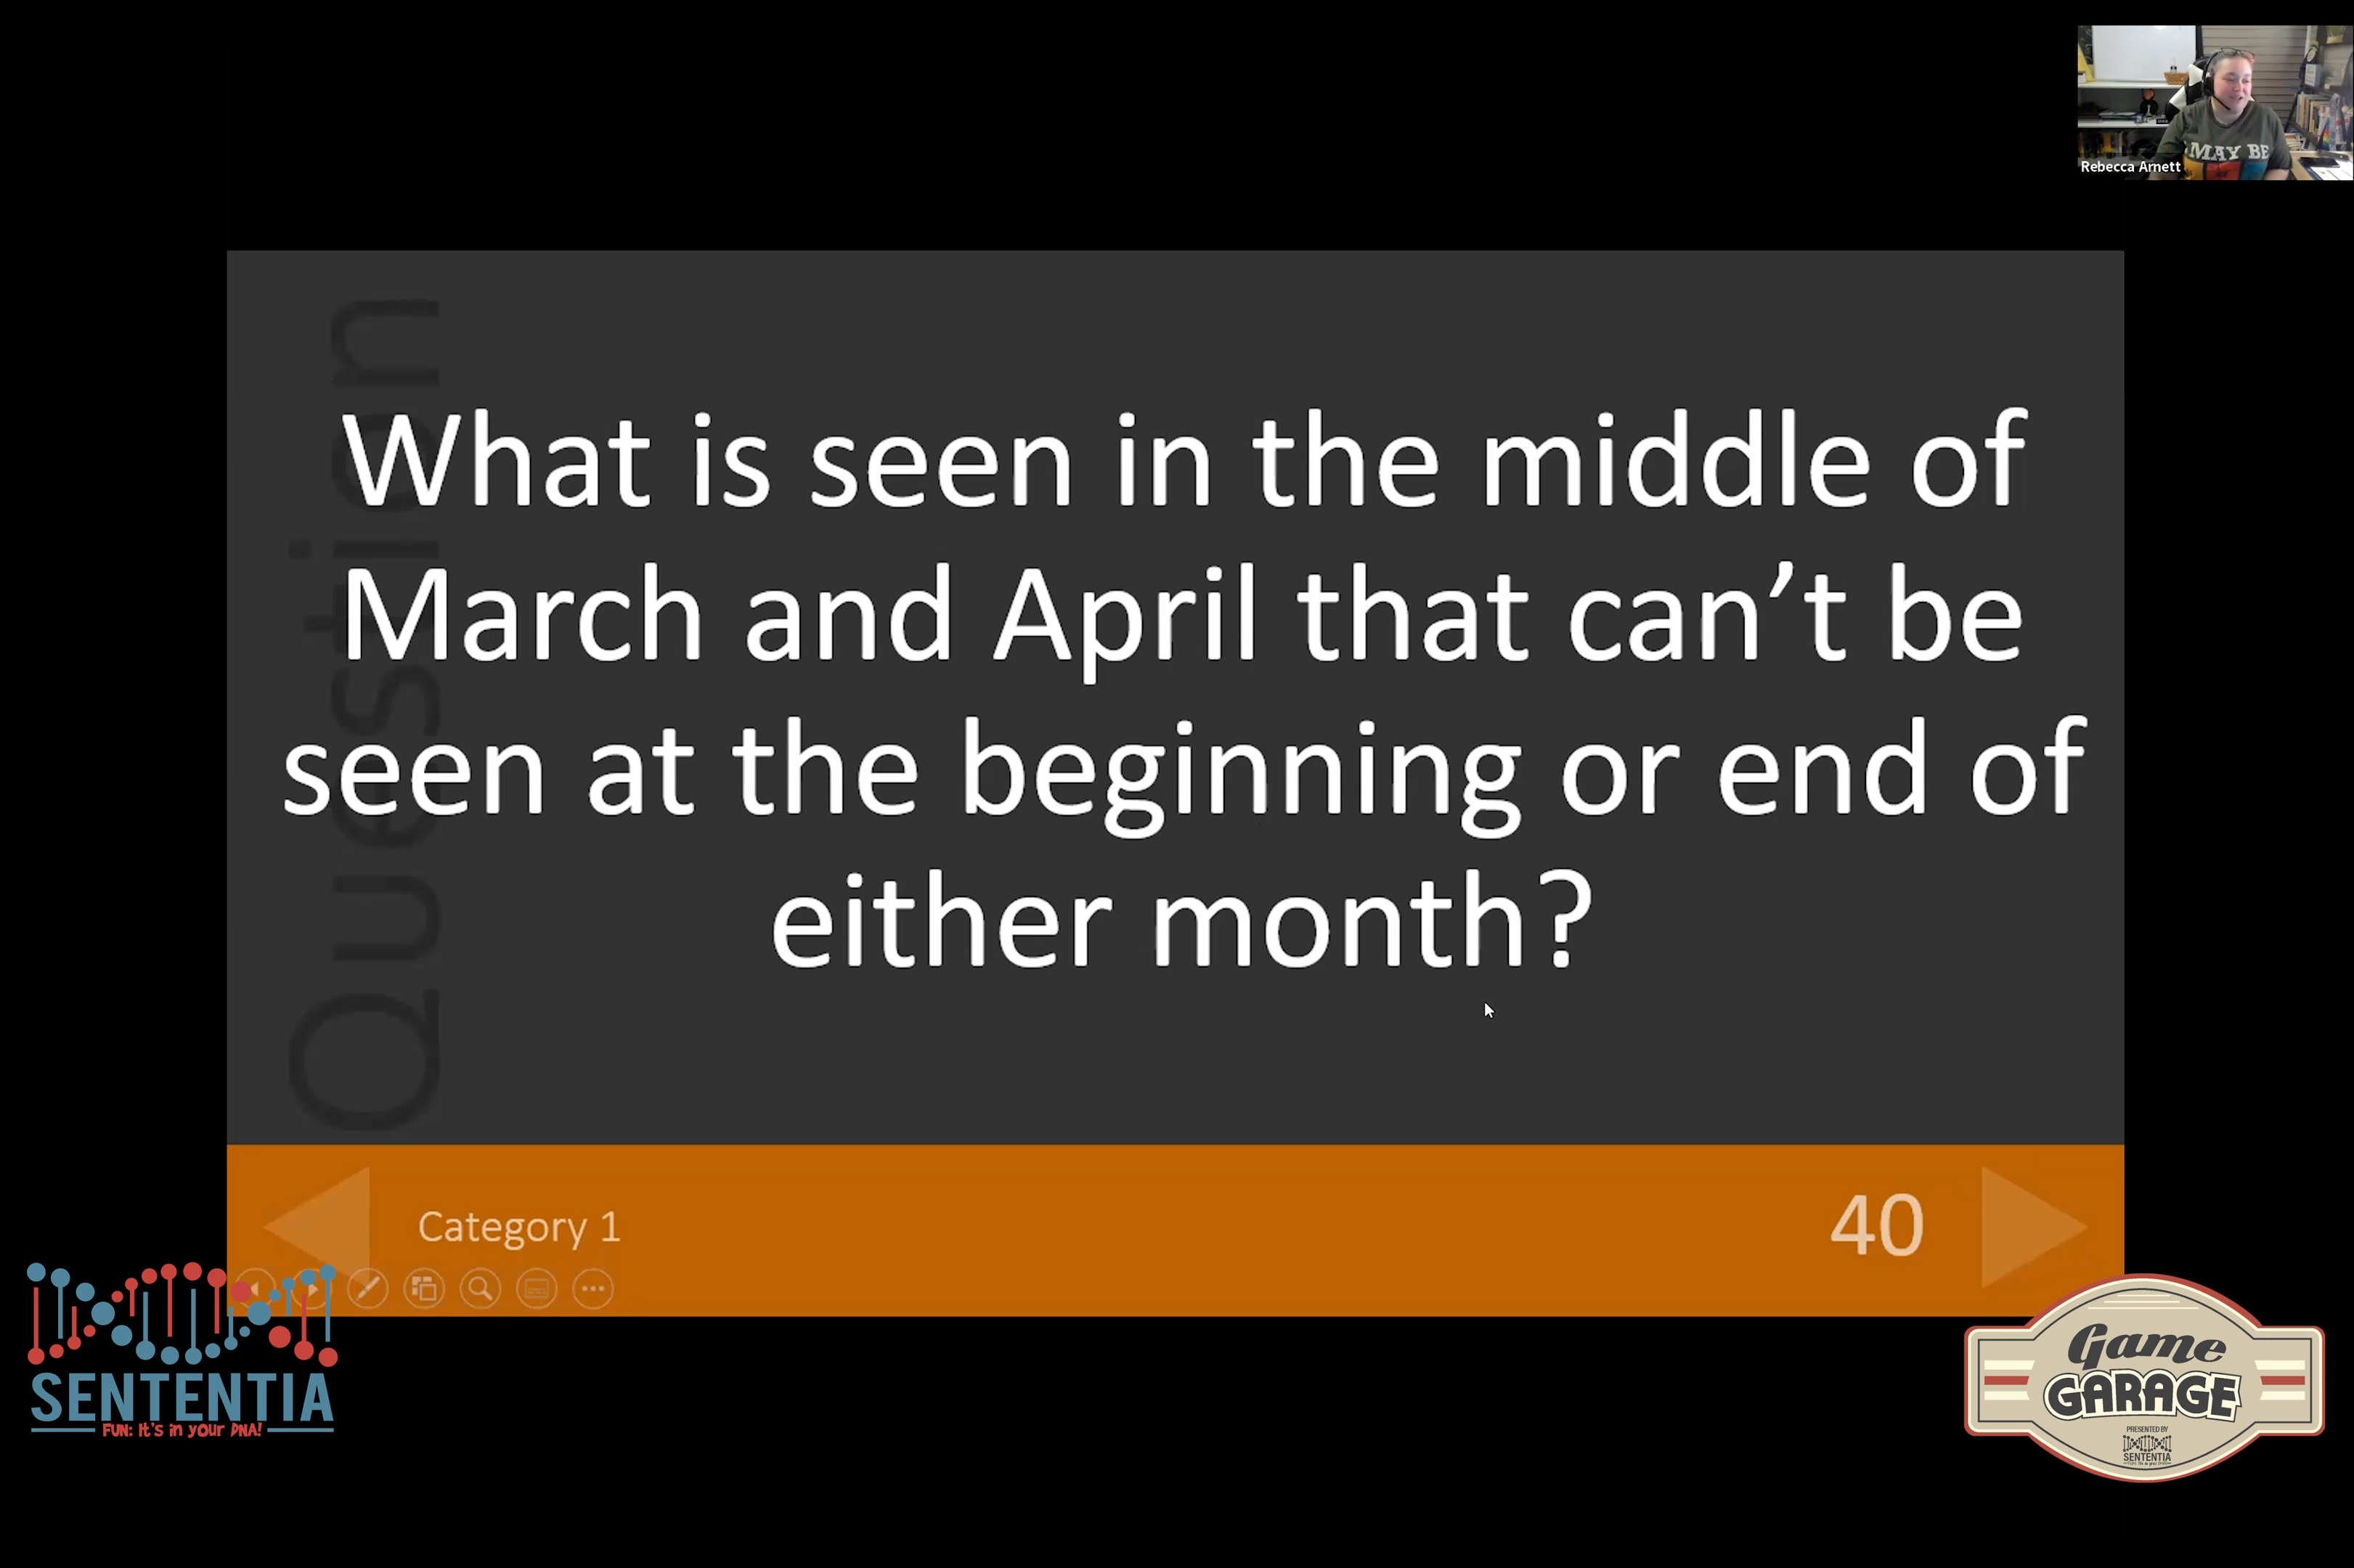 MAY BE
Rebecca Arnett
Question
What is seen in the middle of
March and April that can’t be
seen at the beginning or end of
either month?
Category 1
40
SENTENTIA
FUN: It's in your DNA!
Game
GARAGE
PRESENTED BY
SENTENTIA